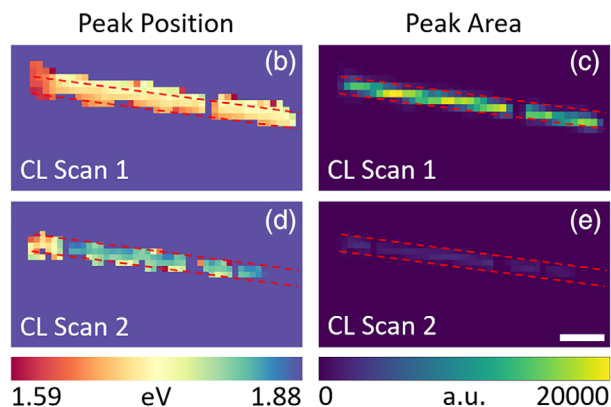 Peak Position
Peak Area
(b)
CL Scan 1
(c)
CL Scan 1
(d)
CL Scan 2
(e)
CL Scan 2
1.59 eV 1.88
0 a.u. 20000